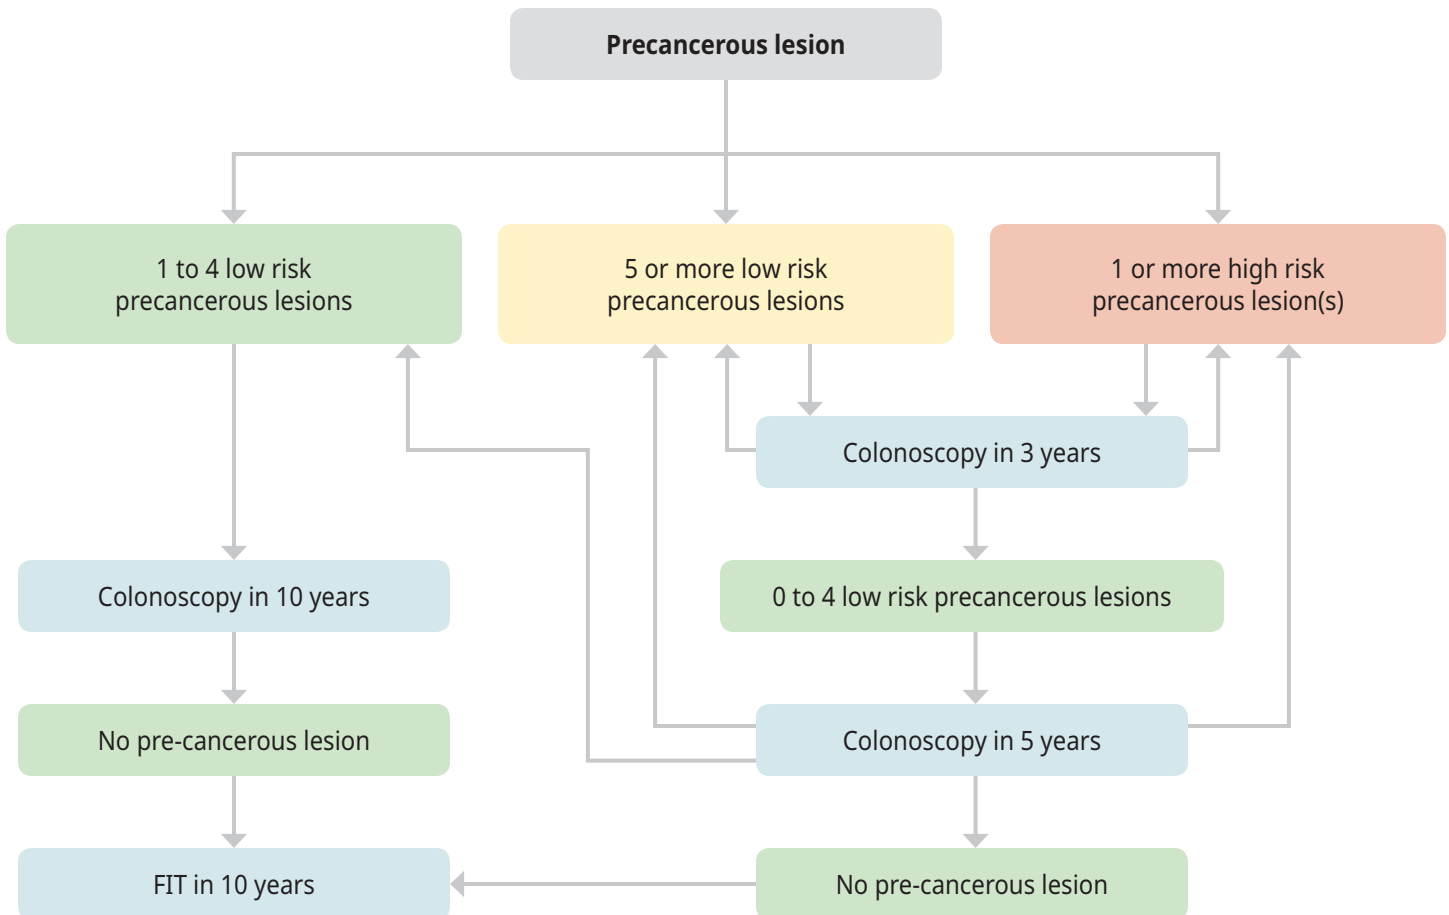 Precancerous lesion
1 to 4 low risk
precancerous lesions
5 or more low risk
precancerous lesions
1 or more high risk
precancerous lesion(s)
Colonoscopy in 3 years
Colonoscopy in 10 years
0 to 4 low risk precancerous lesions
No pre-cancerous lesion
Colonoscopy in 5 years
FIT in 10 years
No pre-cancerous lesion